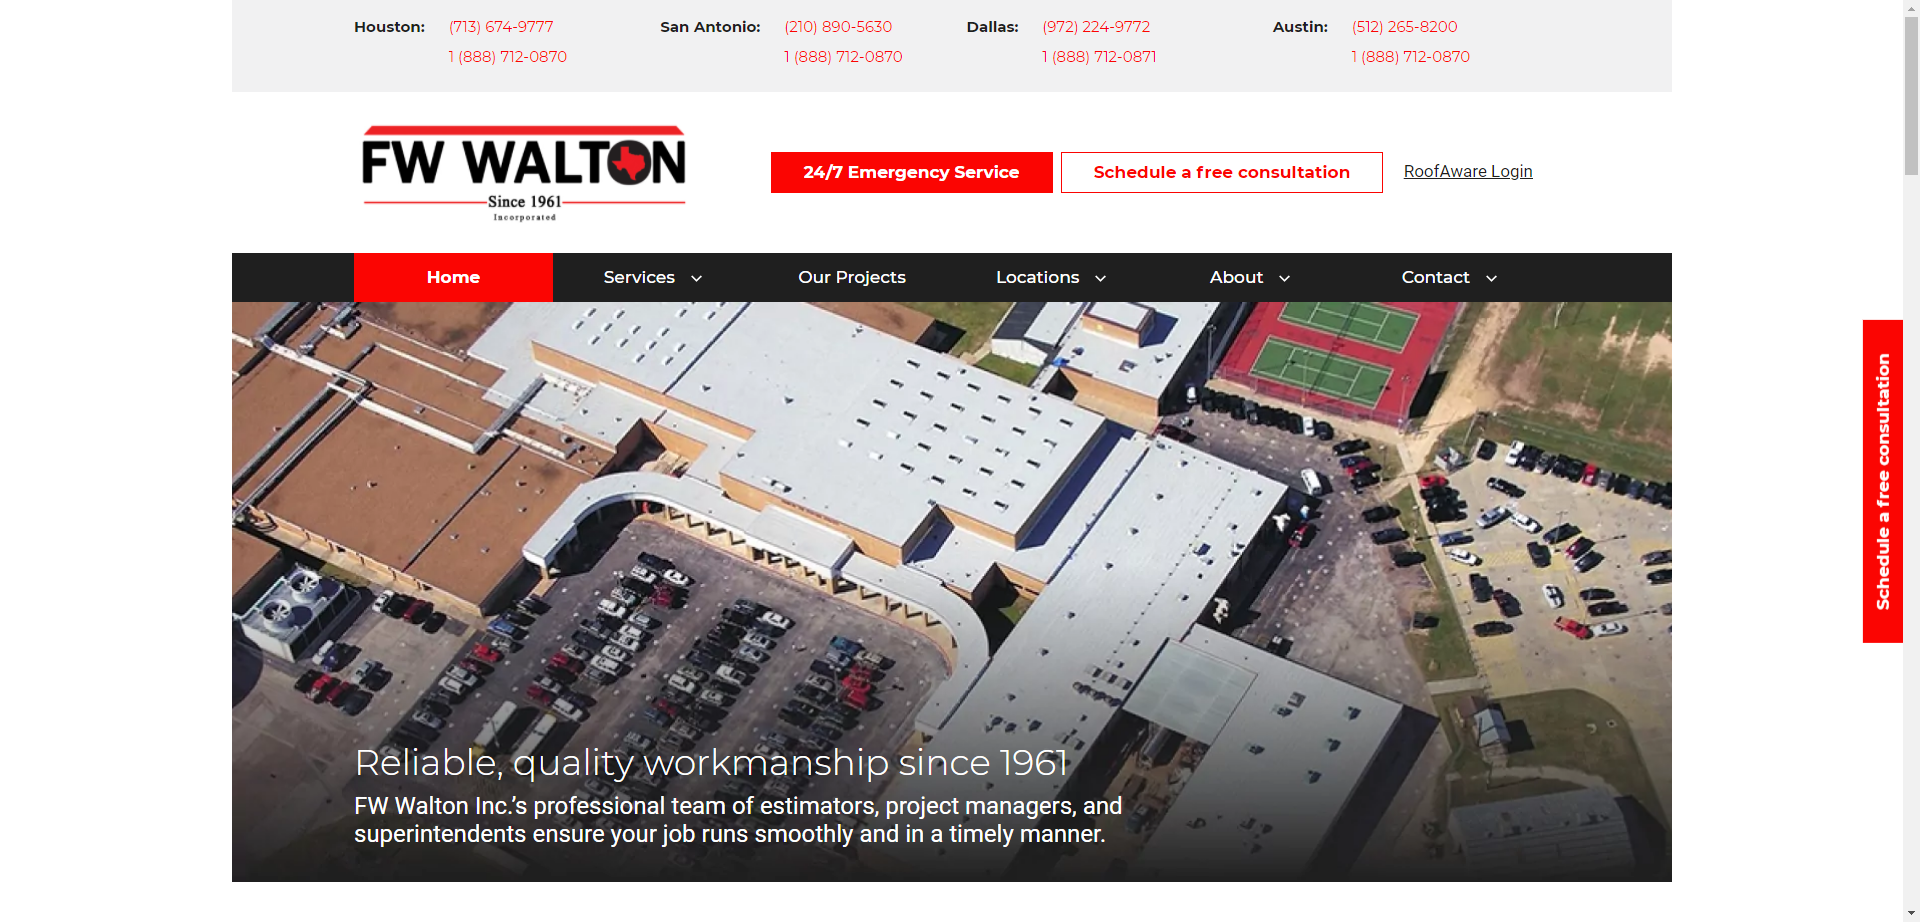 Houston: (713) 674-9777 San Antonio: (210) 890-5630 Dallas: (972) 224-9772 Austin: (512) 265-8200
1 (888) 712-0870 1 (888) 712-0870 1 (888) 712-0871 1 (888) 712-0870
FW WALTON
Since 1961
Incorporated
24/7 Emergency Service Schedule a free consultation RoofAware Login
Home Services Our Projects Locations About Contact
Schedule a free consultation
Reliable, quality workmanship since 1961
FW Walton Inc.’s professional team of estimators, project managers, and
superintendents ensure your job runs smoothly and in a timely manner.